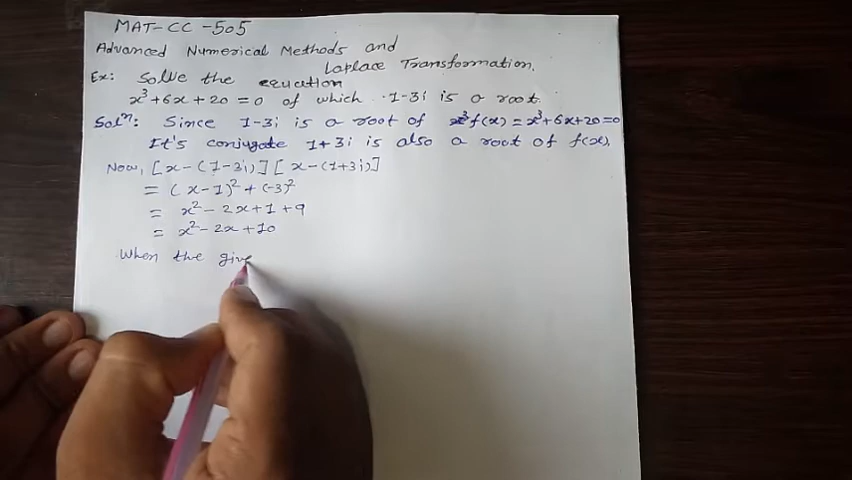 MAT-CC-505
Advanced Numerical Methods and
Laplace Transformation.
Ex: Solve the equation
x³+6x+20=0 of which 1-3i is a root.
Solⁿ: Since 1-3i is a root of f(x)=x³+6x+20=0
It's conjugate 1+3i is also a root of f(x).
Now, [x-(1-3i)][x-(1+3i)]
= (x-1)²+(-3)²
= x²-2x+1+9
= x²-2x+10
When the give